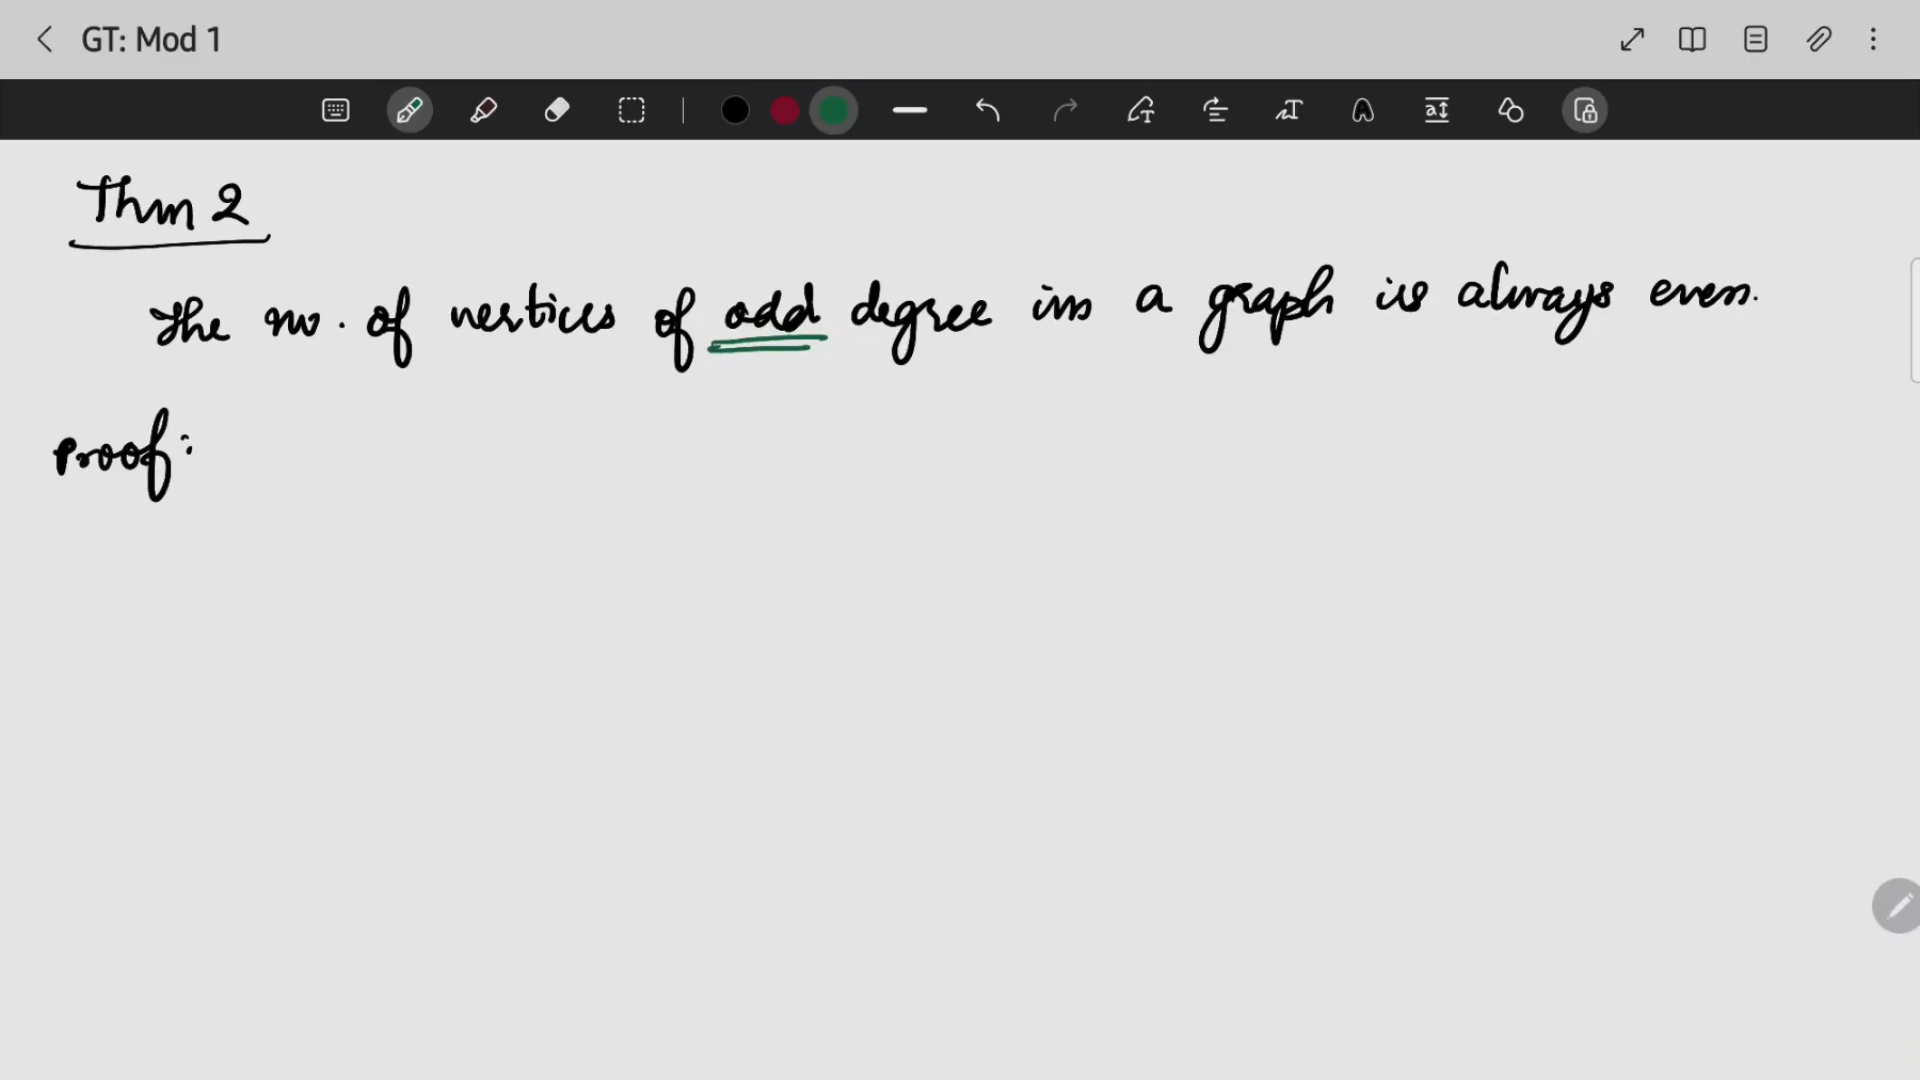 GT: Mod 1
Thm 2
The no. of vertices of odd degree in a graph is always even.
Proof: